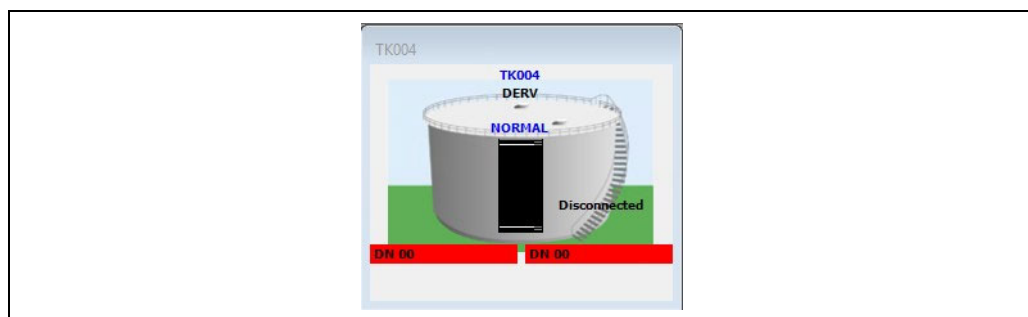 TK004
TK004
DERV
NORMAL
Disconnected
DN 00 DN 00